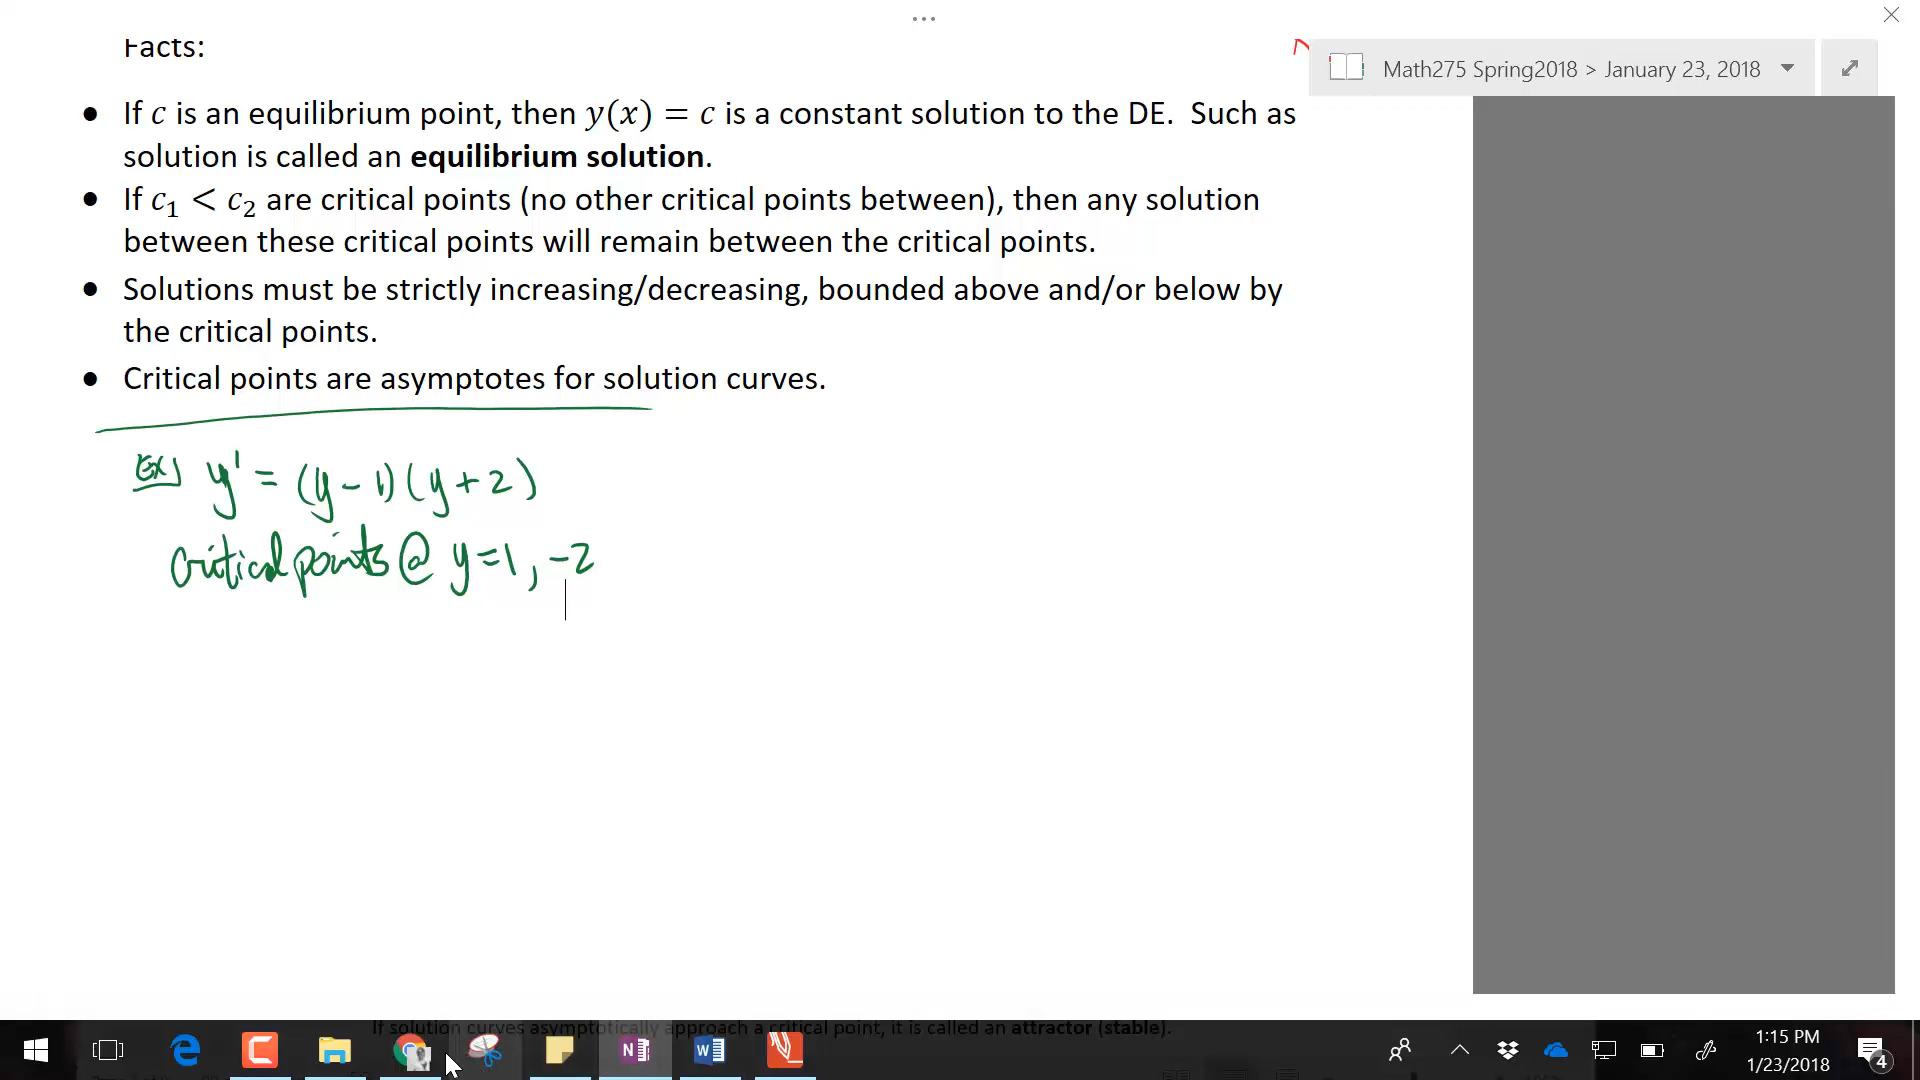 Facts:
Math275 Spring2018 > January 23, 2018
• If c is an equilibrium point, then y(x) = c is a constant solution to the DE. Such as
solution is called an equilibrium solution.
• If c₁ < c₂ are critical points (no other critical points between), then any solution
between these critical points will remain between the critical points.
• Solutions must be strictly increasing/decreasing, bounded above and/or below by
the critical points.
• Critical points are asymptotes for solution curves.
Ex] y' = (y-1)(y+2)
critical points @ y=1, -2
If solution curves asymptotically approach a critical point, it is called an attractor (stable).
1:15 PM
1/23/2018
4